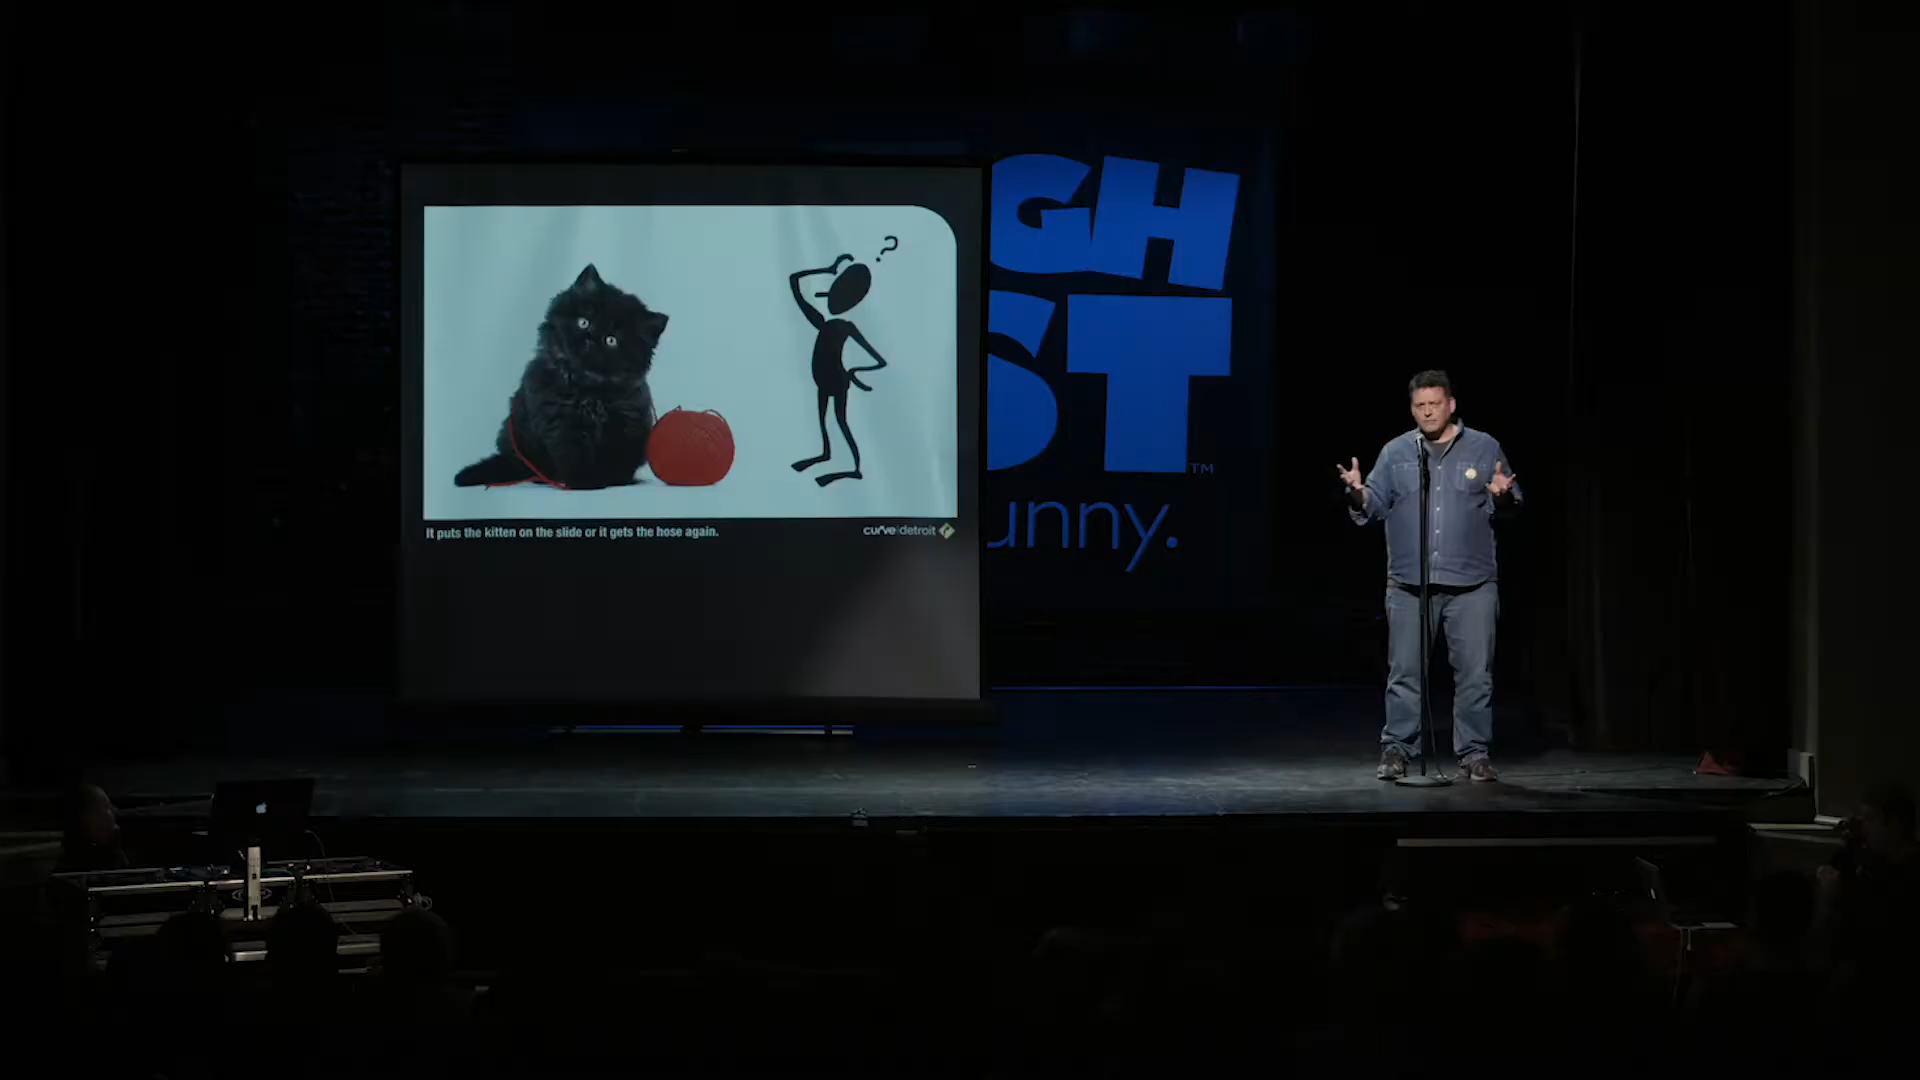 ?
GH
ST
TM
unny.
It puts the kitten on the slide or it gets the hose again.
curve detroit